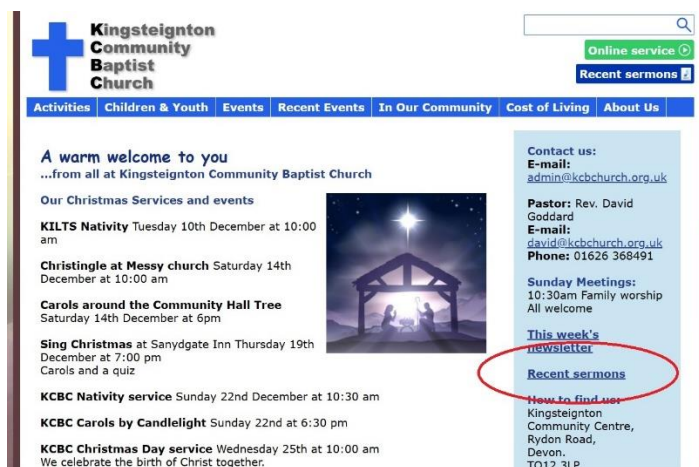 Kingsteignton
Community
Baptist
Church
Online service
Recent sermons
Activities Children & Youth Events Recent Events In Our Community Cost of Living About Us
A warm welcome to you
...from all at Kingsteignton Community Baptist Church
Our Christmas Services and events
KILTS Nativity Tuesday 10th December at 10:00
am
Christingle at Messy church Saturday 14th
December at 10:00 am
Carols around the Community Hall Tree
Saturday 14th December at 6pm
Sing Christmas at Sanydgate Inn Thursday 19th
December at 7:00 pm
Carols and a quiz
KCBC Nativity service Sunday 22nd December at 10:30 am
KCBC Carols by Candlelight Sunday 22nd at 6:30 pm
KCBC Christmas Day service Wednesday 25th at 10:00 am
We celebrate the birth of Christ together.
Contact us:
E-mail:
admin@kcbchurch.org.uk
Pastor: Rev. David
Goddard
E-mail:
david@kcbchurch.org.uk
Phone: 01626 368491
Sunday Meetings:
10:30am Family worship
All welcome
This week's
newsletter
Recent sermons
How to find us:
Kingsteignton
Community Centre,
Rydon Road,
Devon.
TQ12 3LP